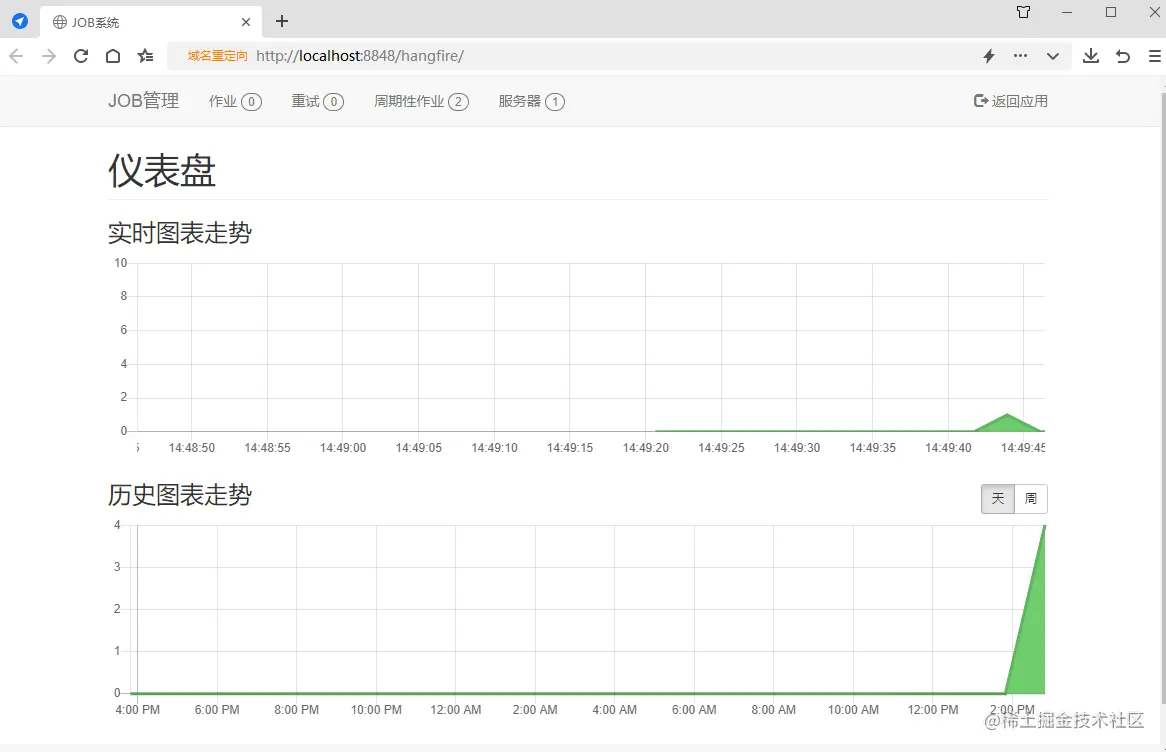 JOB系统
域名重定向 http://localhost:8848/hangfire/
JOB管理 作业 0 重试 0 周期性作业 2 服务器 1 返回应用
仪表盘
实时图表走势
10
8
6
4
2
0
14:48:50 14:48:55 14:49:00 14:49:05 14:49:10 14:49:15 14:49:20 14:49:25 14:49:30 14:49:35 14:49:40 14:49:45
历史图表走势 天 周
4
3
2
1
0
4:00 PM 6:00 PM 8:00 PM 10:00 PM 12:00 AM 2:00 AM 4:00 AM 6:00 AM 8:00 AM 10:00 AM 12:00 PM 2:00 PM
@稀土掘金技术社区